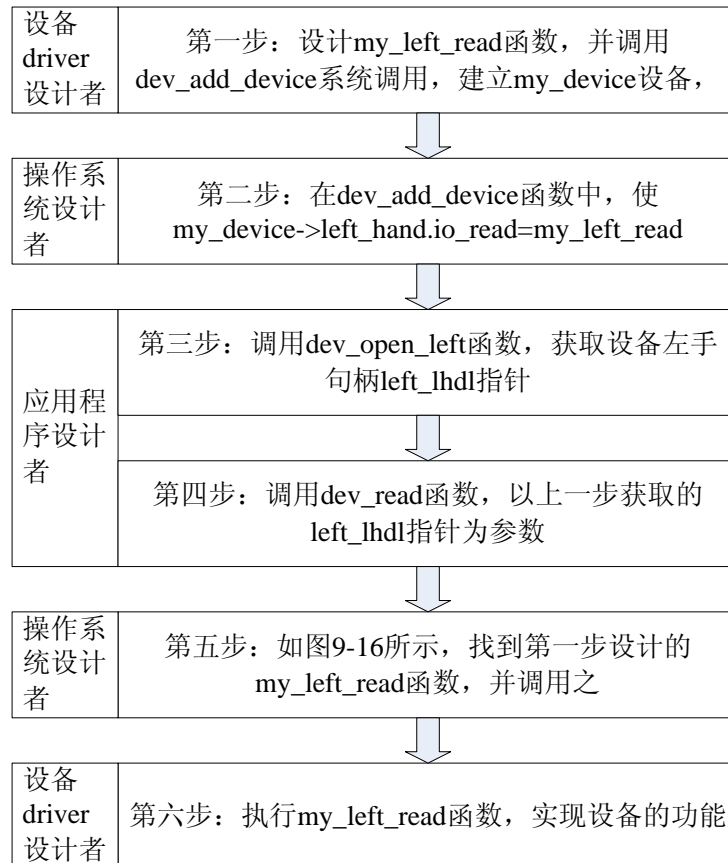 设备
driver
设计者
第一步：设计my_left_read函数，并调用
dev_add_device系统调用，建立my_device设备，
操作系
统设计
者
第二步：在dev_add_device函数中，使
my_device->left_hand.io_read=my_left_read
应用程
序设计
者
第三步：调用dev_open_left函数，获取设备左手
句柄left_lhdl指针
第四步：调用dev_read函数，以上一步获取的
left_lhdl指针为参数
操作系
统设计
者
第五步：如图9-16所示，找到第一步设计的
my_left_read函数，并调用之
设备
driver
设计者
第六步：执行my_left_read函数，实现设备的功能